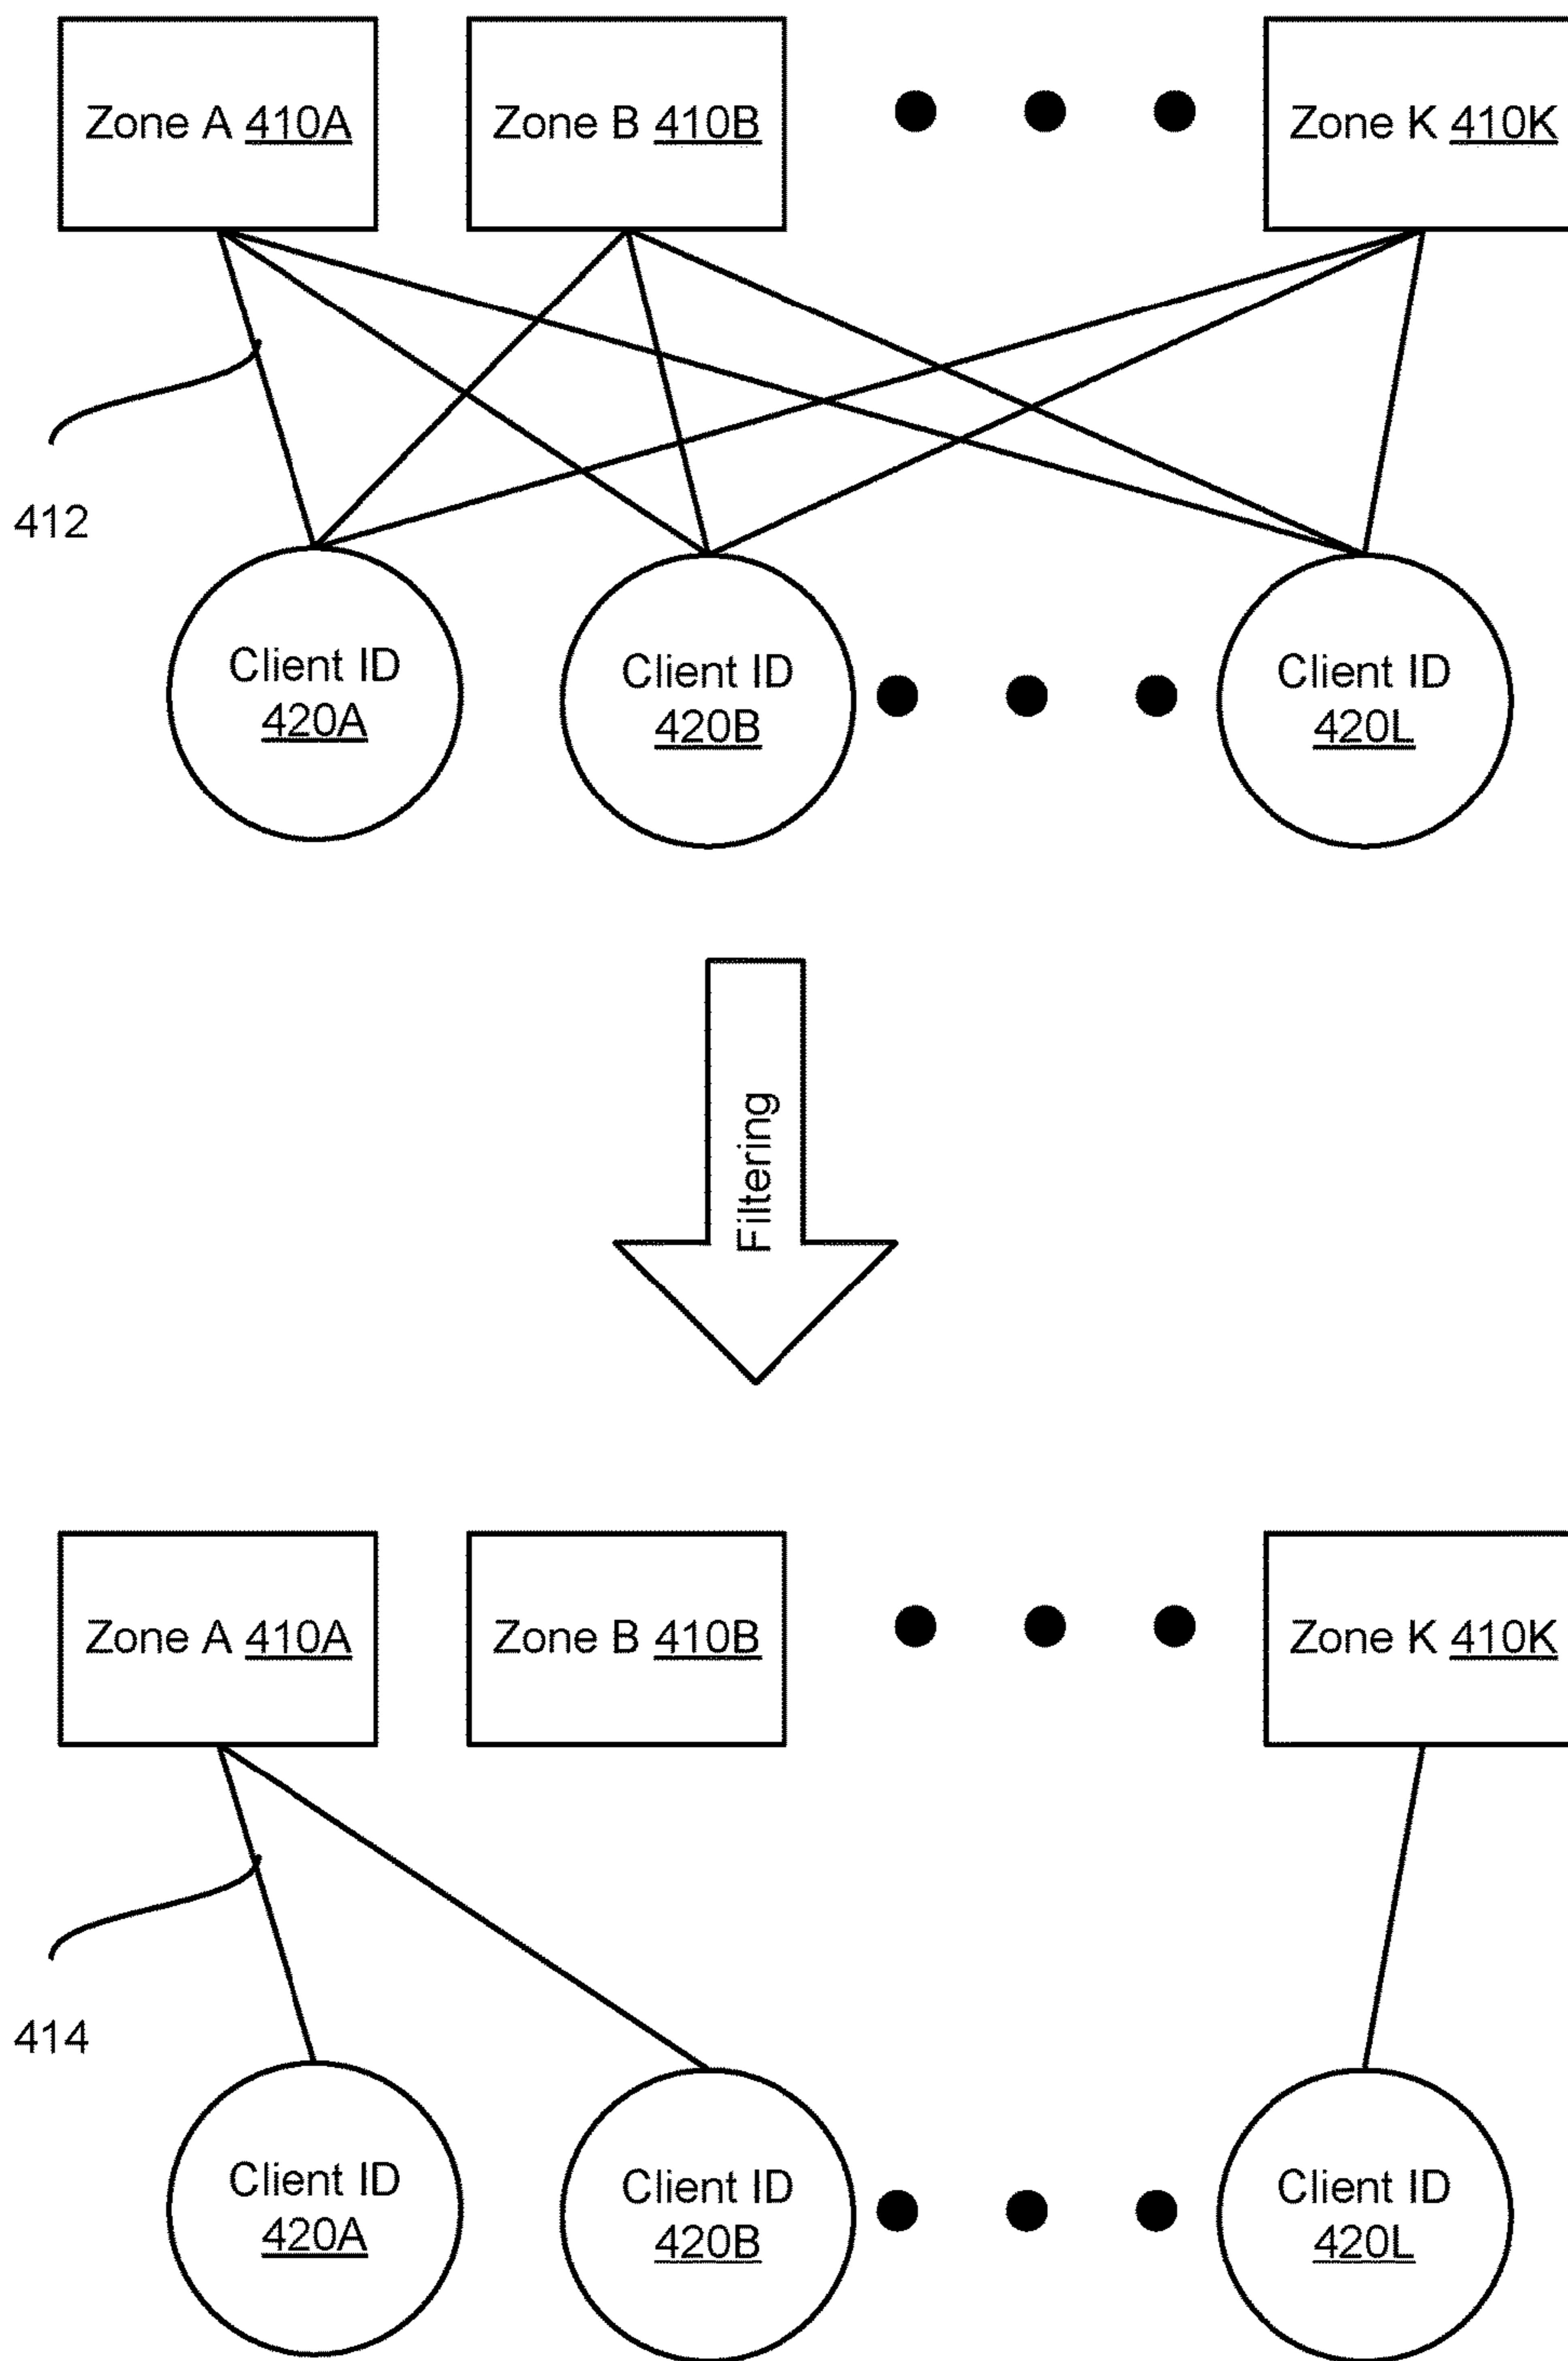 Zone A 410A
Zone B 410B
Zone K 410K
412
Client ID
420A
Client ID
420B
Client ID
420L
Filtering
Zone A 410A
Zone B 410B
Zone K 410K
414
Client ID
420A
Client ID
420B
Client ID
420L